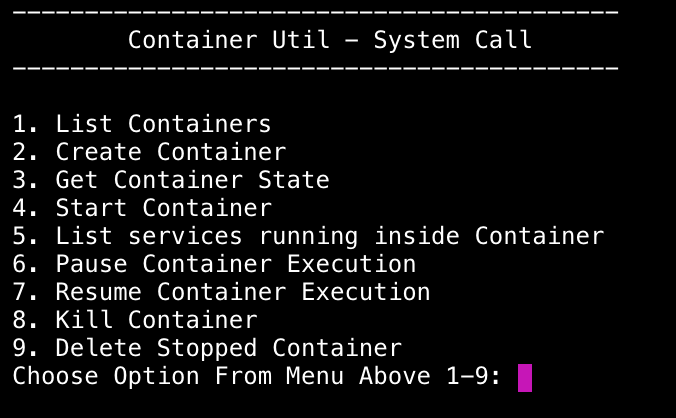 ------------------------------------------
Container Util - System Call
------------------------------------------
1. List Containers
2. Create Container
3. Get Container State
4. Start Container
5. List services running inside Container
6. Pause Container Execution
7. Resume Container Execution
8. Kill Container
9. Delete Stopped Container
Choose Option From Menu Above 1-9: